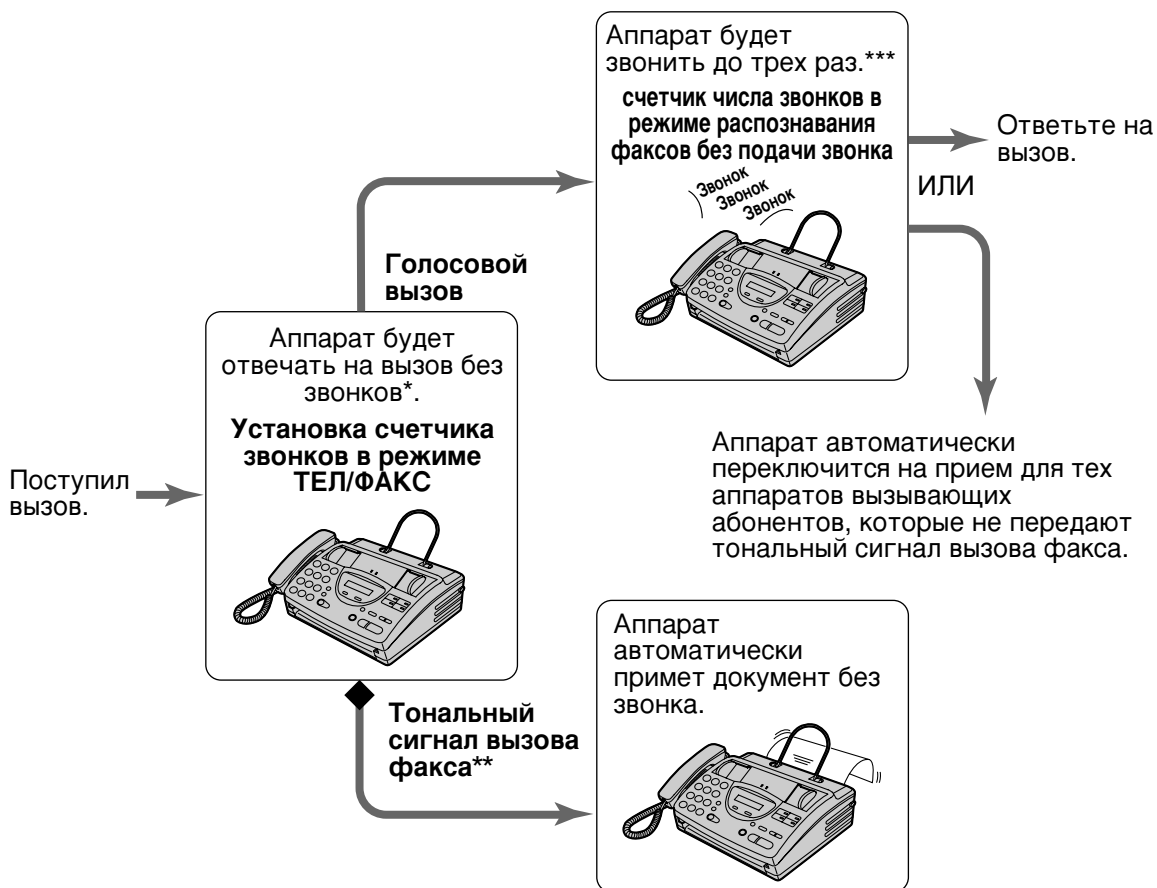 Аппарат будет
звонить до трех раз.***
счетчик числа звонков в
режиме распознавания
факсов без подачи звонка
Звонок
Звонок
Звонок
Ответьте на
вызов.
ИЛИ
Голосовой
вызов
Аппарат будет
отвечать на вызов без
звонков*.
Установка счетчика
звонков в режиме
ТЕЛ/ФАКС
Поступил
вызов.
Аппарат автоматически
переключится на прием для тех
аппаратов вызывающих
абонентов, которые не передают
тональный сигнал вызова факса.
Тональный
сигнал вызова
факса**
Аппарат
автоматически
примет документ без
звонка.